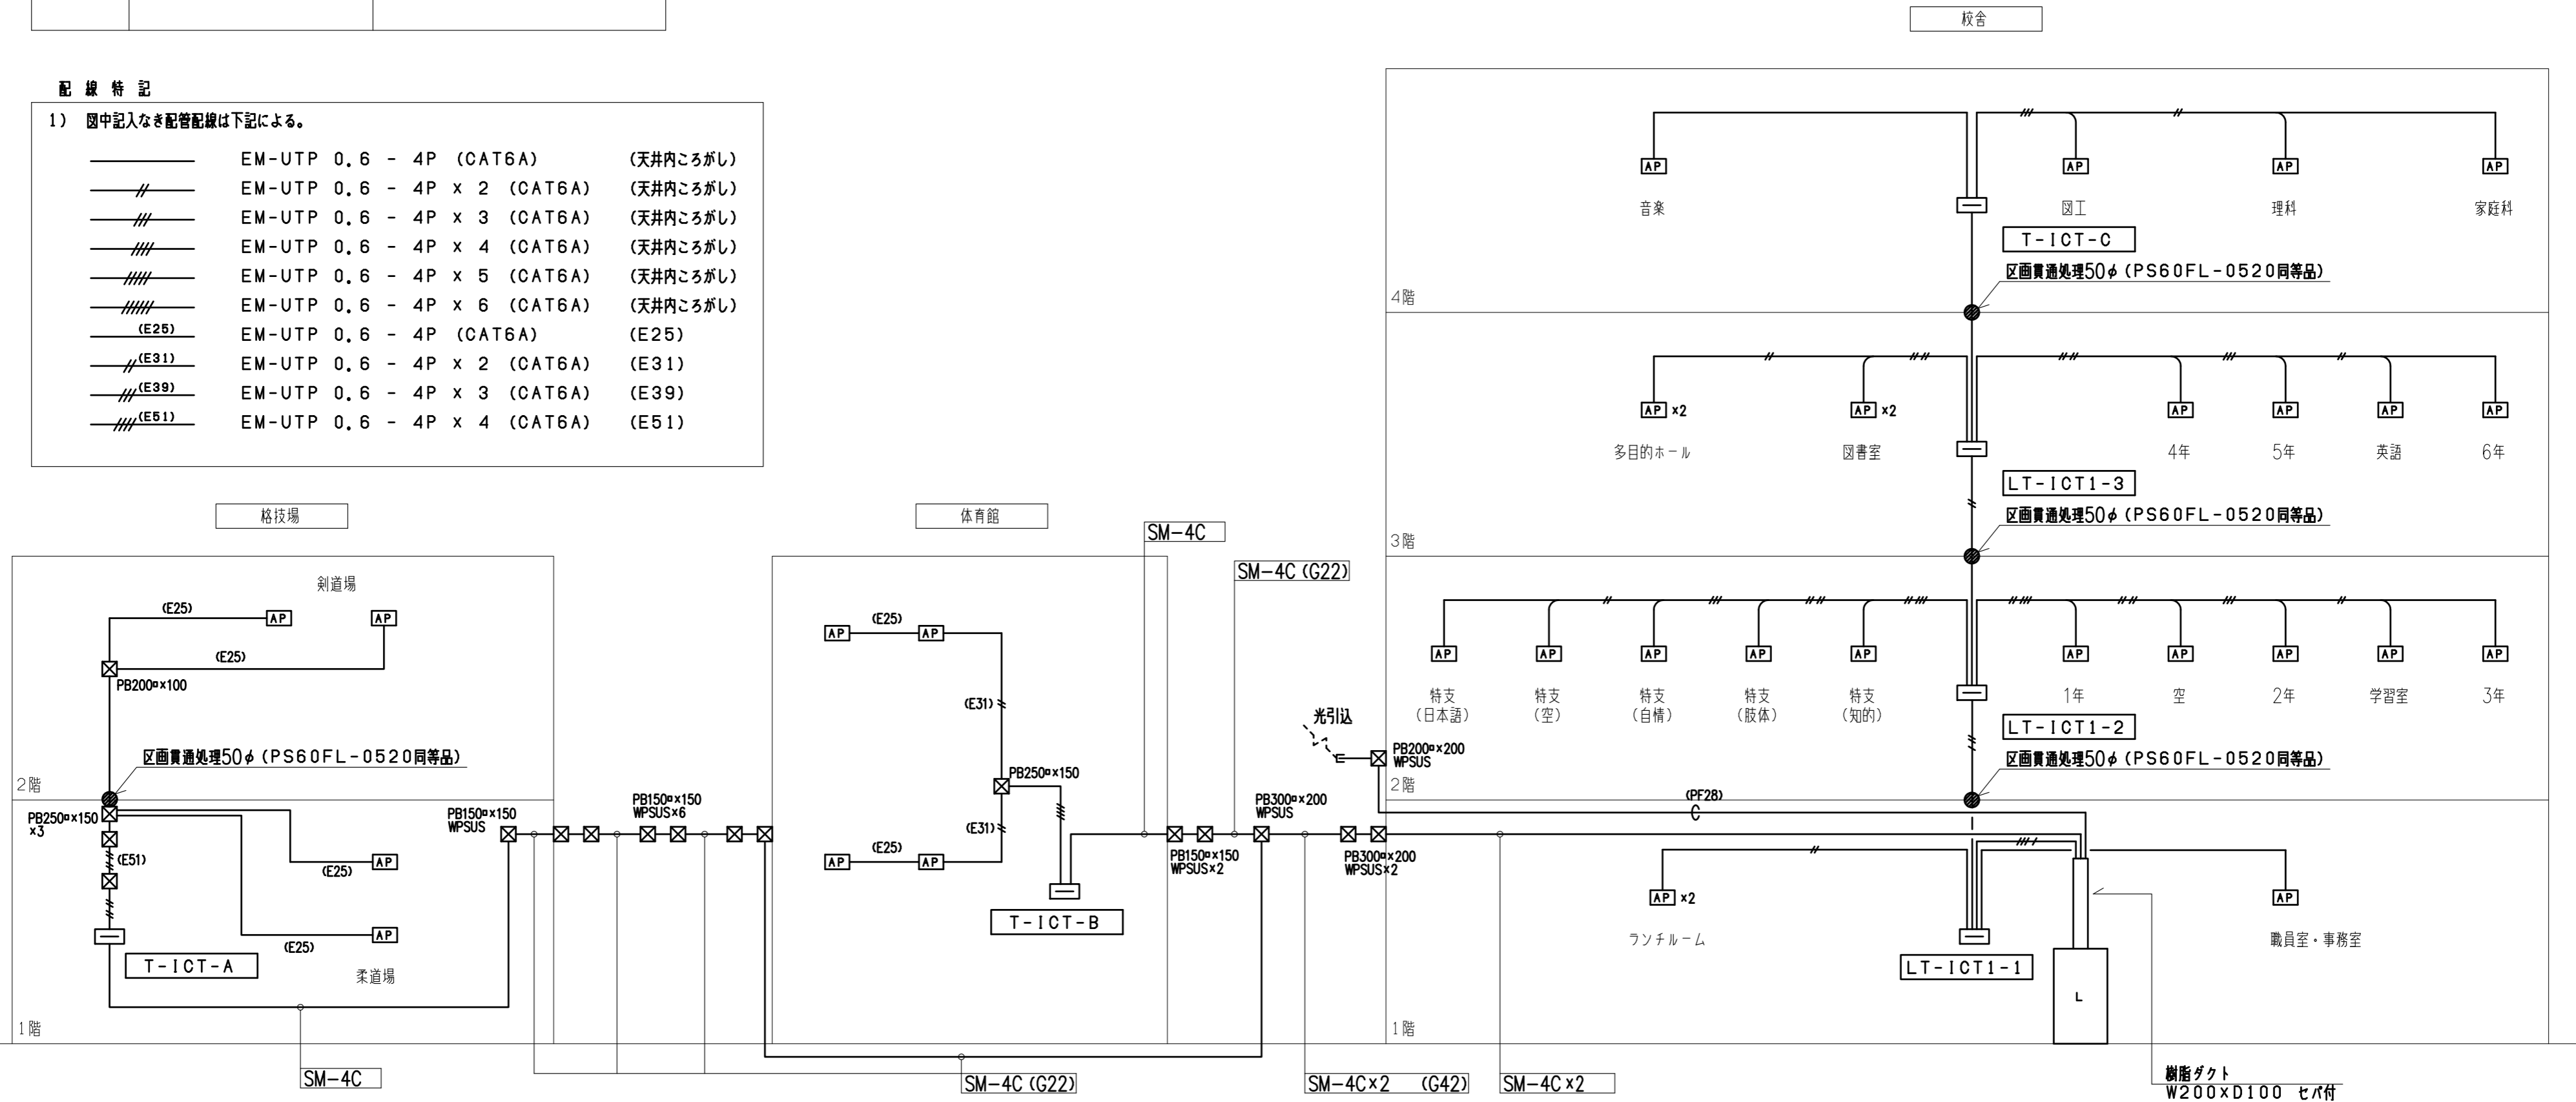 校舎
配 線 特 記
1) 図中記入なき配管配線は下記による。
EM-UTP 0.6 - 4P (CAT6A) (天井内ころがし)
EM-UTP 0.6 - 4P x 2 (CAT6A) (天井内ころがし)
EM-UTP 0.6 - 4P x 3 (CAT6A) (天井内ころがし)
EM-UTP 0.6 - 4P x 4 (CAT6A) (天井内ころがし)
EM-UTP 0.6 - 4P x 5 (CAT6A) (天井内ころがし)
EM-UTP 0.6 - 4P x 6 (CAT6A) (天井内ころがし)
(E25) EM-UTP 0.6 - 4P (CAT6A) (E25)
(E31) EM-UTP 0.6 - 4P x 2 (CAT6A) (E31)
(E39) EM-UTP 0.6 - 4P x 3 (CAT6A) (E39)
(E51) EM-UTP 0.6 - 4P x 4 (CAT6A) (E51)
AP AP AP AP
音楽 図工 理科 家庭科
T-ICT-C
区画貫通処理50φ(PS60FL-0520同等品)
4階
AP ×2 AP ×2 AP AP AP AP
多目的ホール 図書室 4年 5年 英語 6年
LT-ICT1-3
区画貫通処理50φ(PS60FL-0520同等品)
3階
AP AP AP AP AP AP AP AP AP AP
特支 特支 特支 特支 特支 1年 空 2年 学習室 3年
(日本語) (空) (自情) (肢体) (知的)
LT-ICT1-2
区画貫通処理50φ(PS60FL-0520同等品)
光引込
PB200□×200
WPSUS
2階
(PF28)
AP ×2 AP
ランチルーム 職員室・事務室
LT-ICT1-1
L
1階
樹脂ダクト
W200×D100 セパ付
格技場
剣道場
(E25) AP AP
(E25)
PB200□×100
区画貫通処理50φ(PS60FL-0520同等品)
2階
PB250□×150
×3
(E51)
AP
(E25)
AP
(E25)
T-ICT-A
柔道場
1階
SM-4C
PB150□×150
WPSUS
PB150□×150
WPSUS×6
体育館
SM-4C
SM-4C (G22)
AP (E25) AP
(E31)
PB250□×150
(E31)
AP (E25) AP
T-ICT-B
PB150□×150
WPSUS×2
PB300□×200
WPSUS
PB300□×200
WPSUS×2
SM-4C (G22)
SM-4C×2 (G42)
SM-4C×2